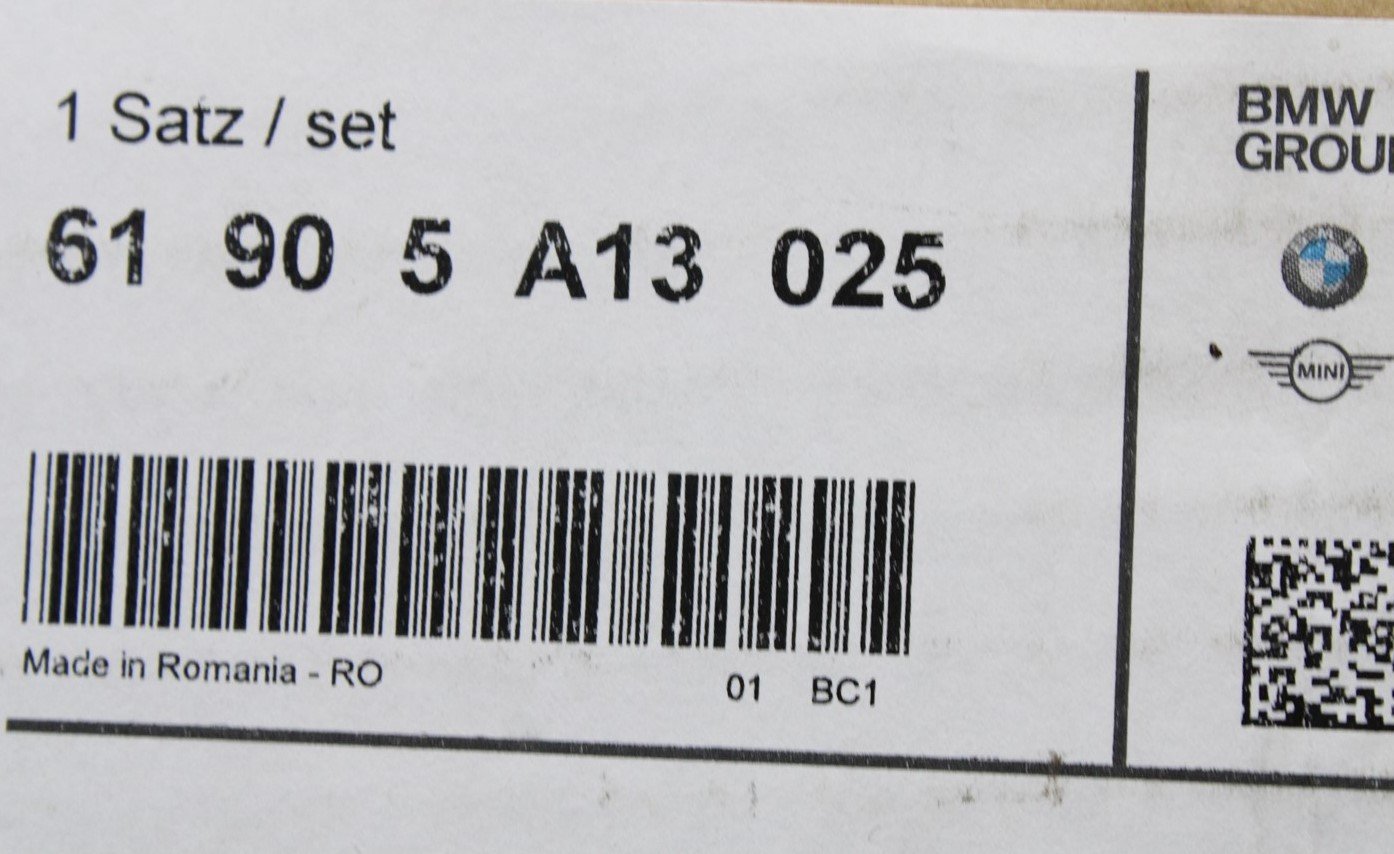 1 Satz / set
61 90 5 A13 025
Made in Romania - RO
01 BC1
BMW
GROU
MINI